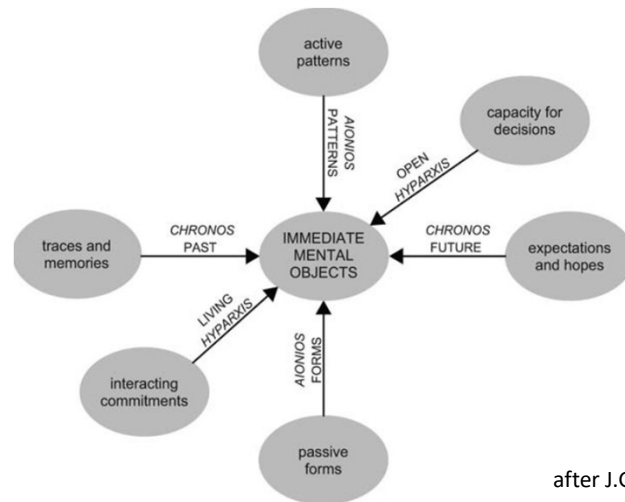 active
patterns
capacity for
decisions
AIONIOS
PATTERNS
OPEN
HYPARXIS
traces and
memories
CHRONOS
PAST
IMMEDIATE
MENTAL
OBJECTS
CHRONOS
FUTURE
expectations
and hopes
LIVING
HYPARXIS
interacting
commitments
AIONIOS
FORMS
passive
forms
after J.